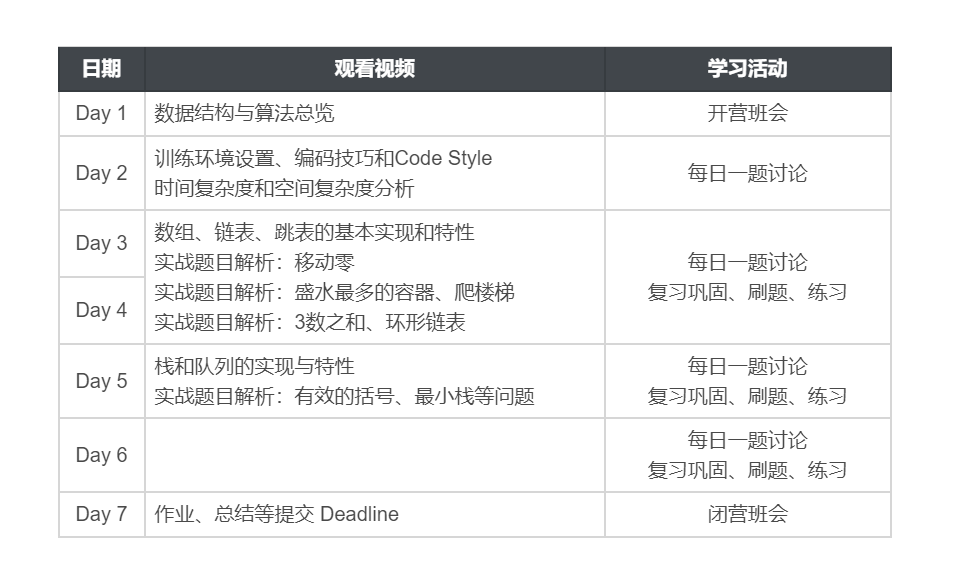 日期 观看视频 学习活动
Day 1 数据结构与算法总览 开营班会
Day 2 训练环境设置、编码技巧和Code Style
时间复杂度和空间复杂度分析
每日一题讨论
Day 3 数组、链表、跳表的基本实现和特性
实战题目解析：移动零
Day 4 实战题目解析：盛水最多的容器、爬楼梯
实战题目解析：3数之和、环形链表
每日一题讨论
复习巩固、刷题、练习
Day 5 栈和队列的实现与特性
实战题目解析：有效的括号、最小栈等问题
每日一题讨论
复习巩固、刷题、练习
Day 6 每日一题讨论
复习巩固、刷题、练习
Day 7 作业、总结等提交 Deadline 闭营班会